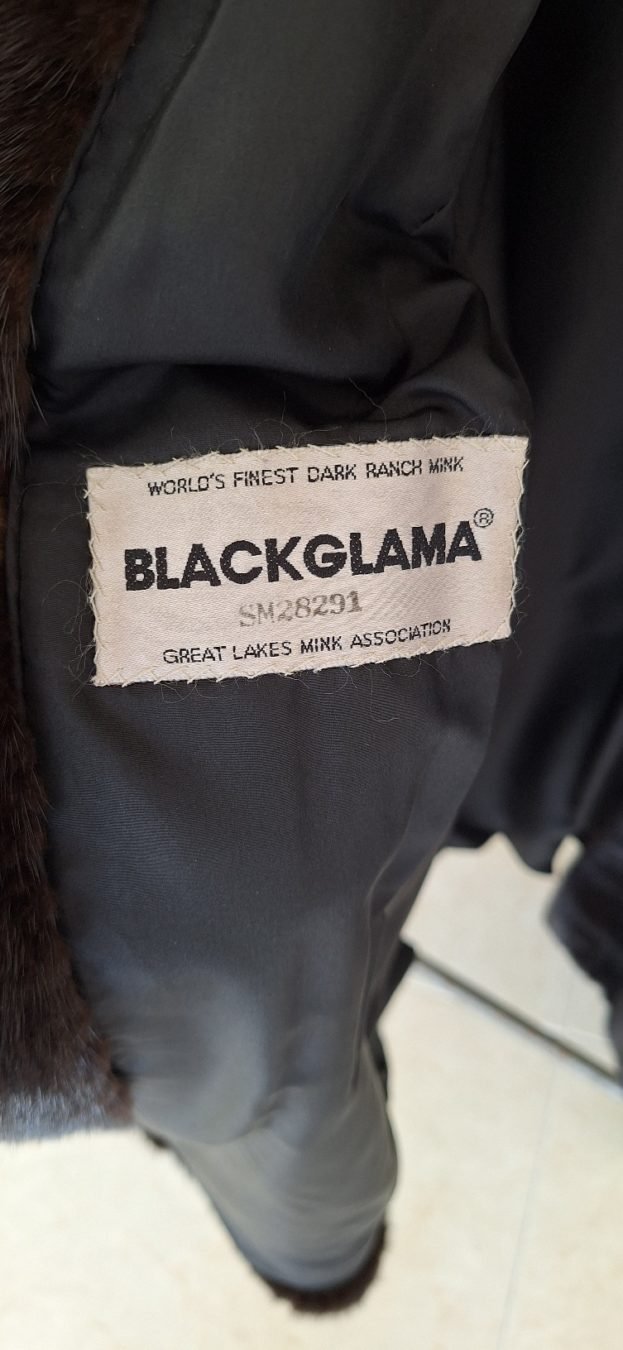 WORLD'S FINEST DARK RANCH MINK
BLACKGLAMA®
SM28291
GREAT LAKES MINK ASSOCIATION